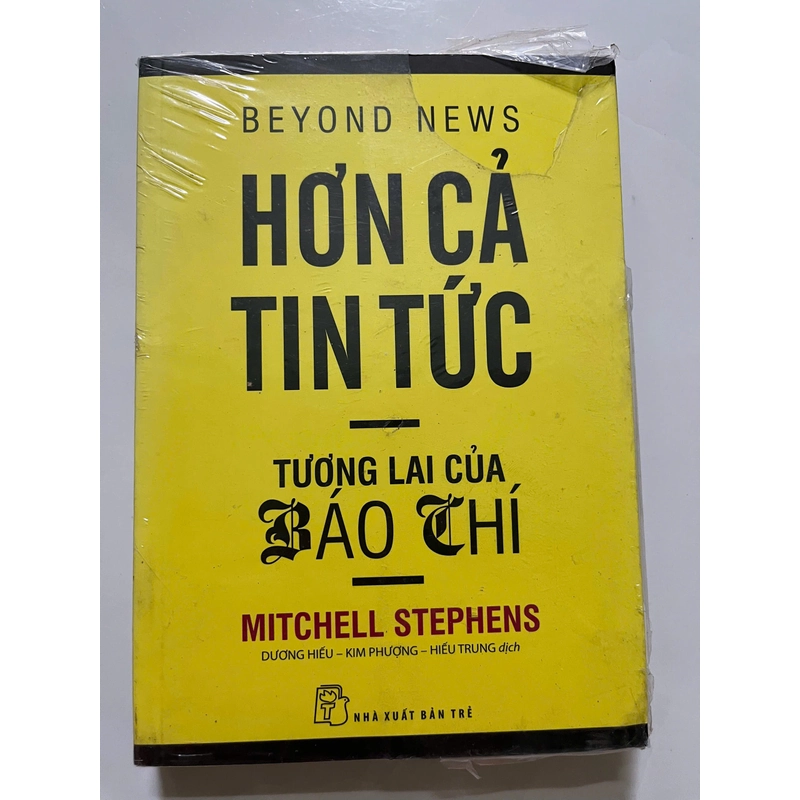 BEYOND NEWS
HƠN CẢ
TIN TỨC
TƯƠNG LAI CỦA
BÁO CHÍ
MITCHELL STEPHENS
DƯƠNG HIẾU – KIM PHƯỢNG – HIẾU TRUNG dịch
NHÀ XUẤT BẢN TRẺ